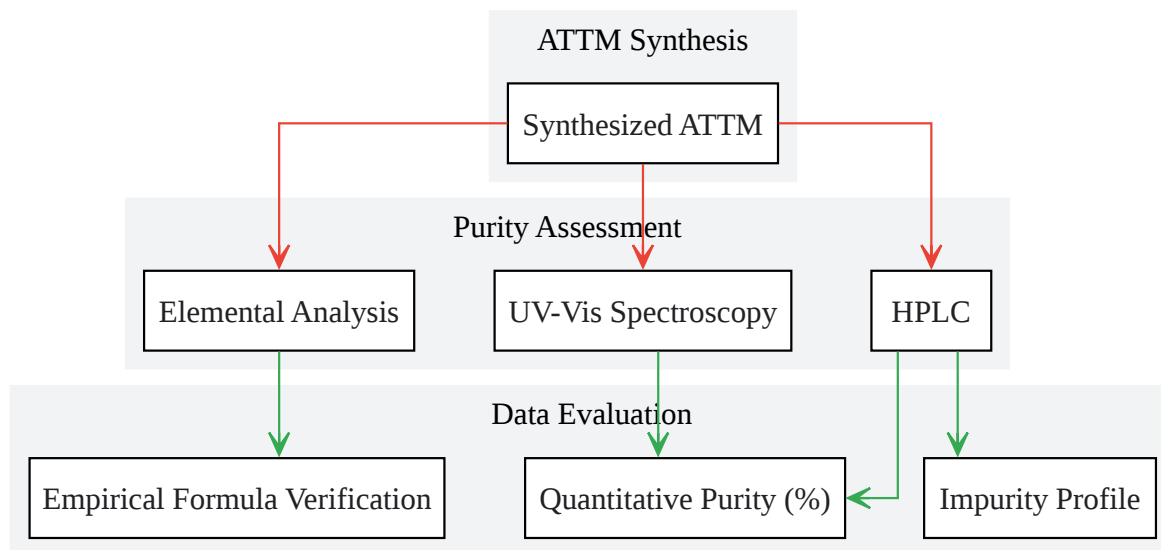 ATTM Synthesis
Synthesized ATTM
Purity Assessment
Elemental Analysis
UV-Vis Spectroscopy
HPLC
Data Evaluation
Empirical Formula Verification
Quantitative Purity (%)
Impurity Profile